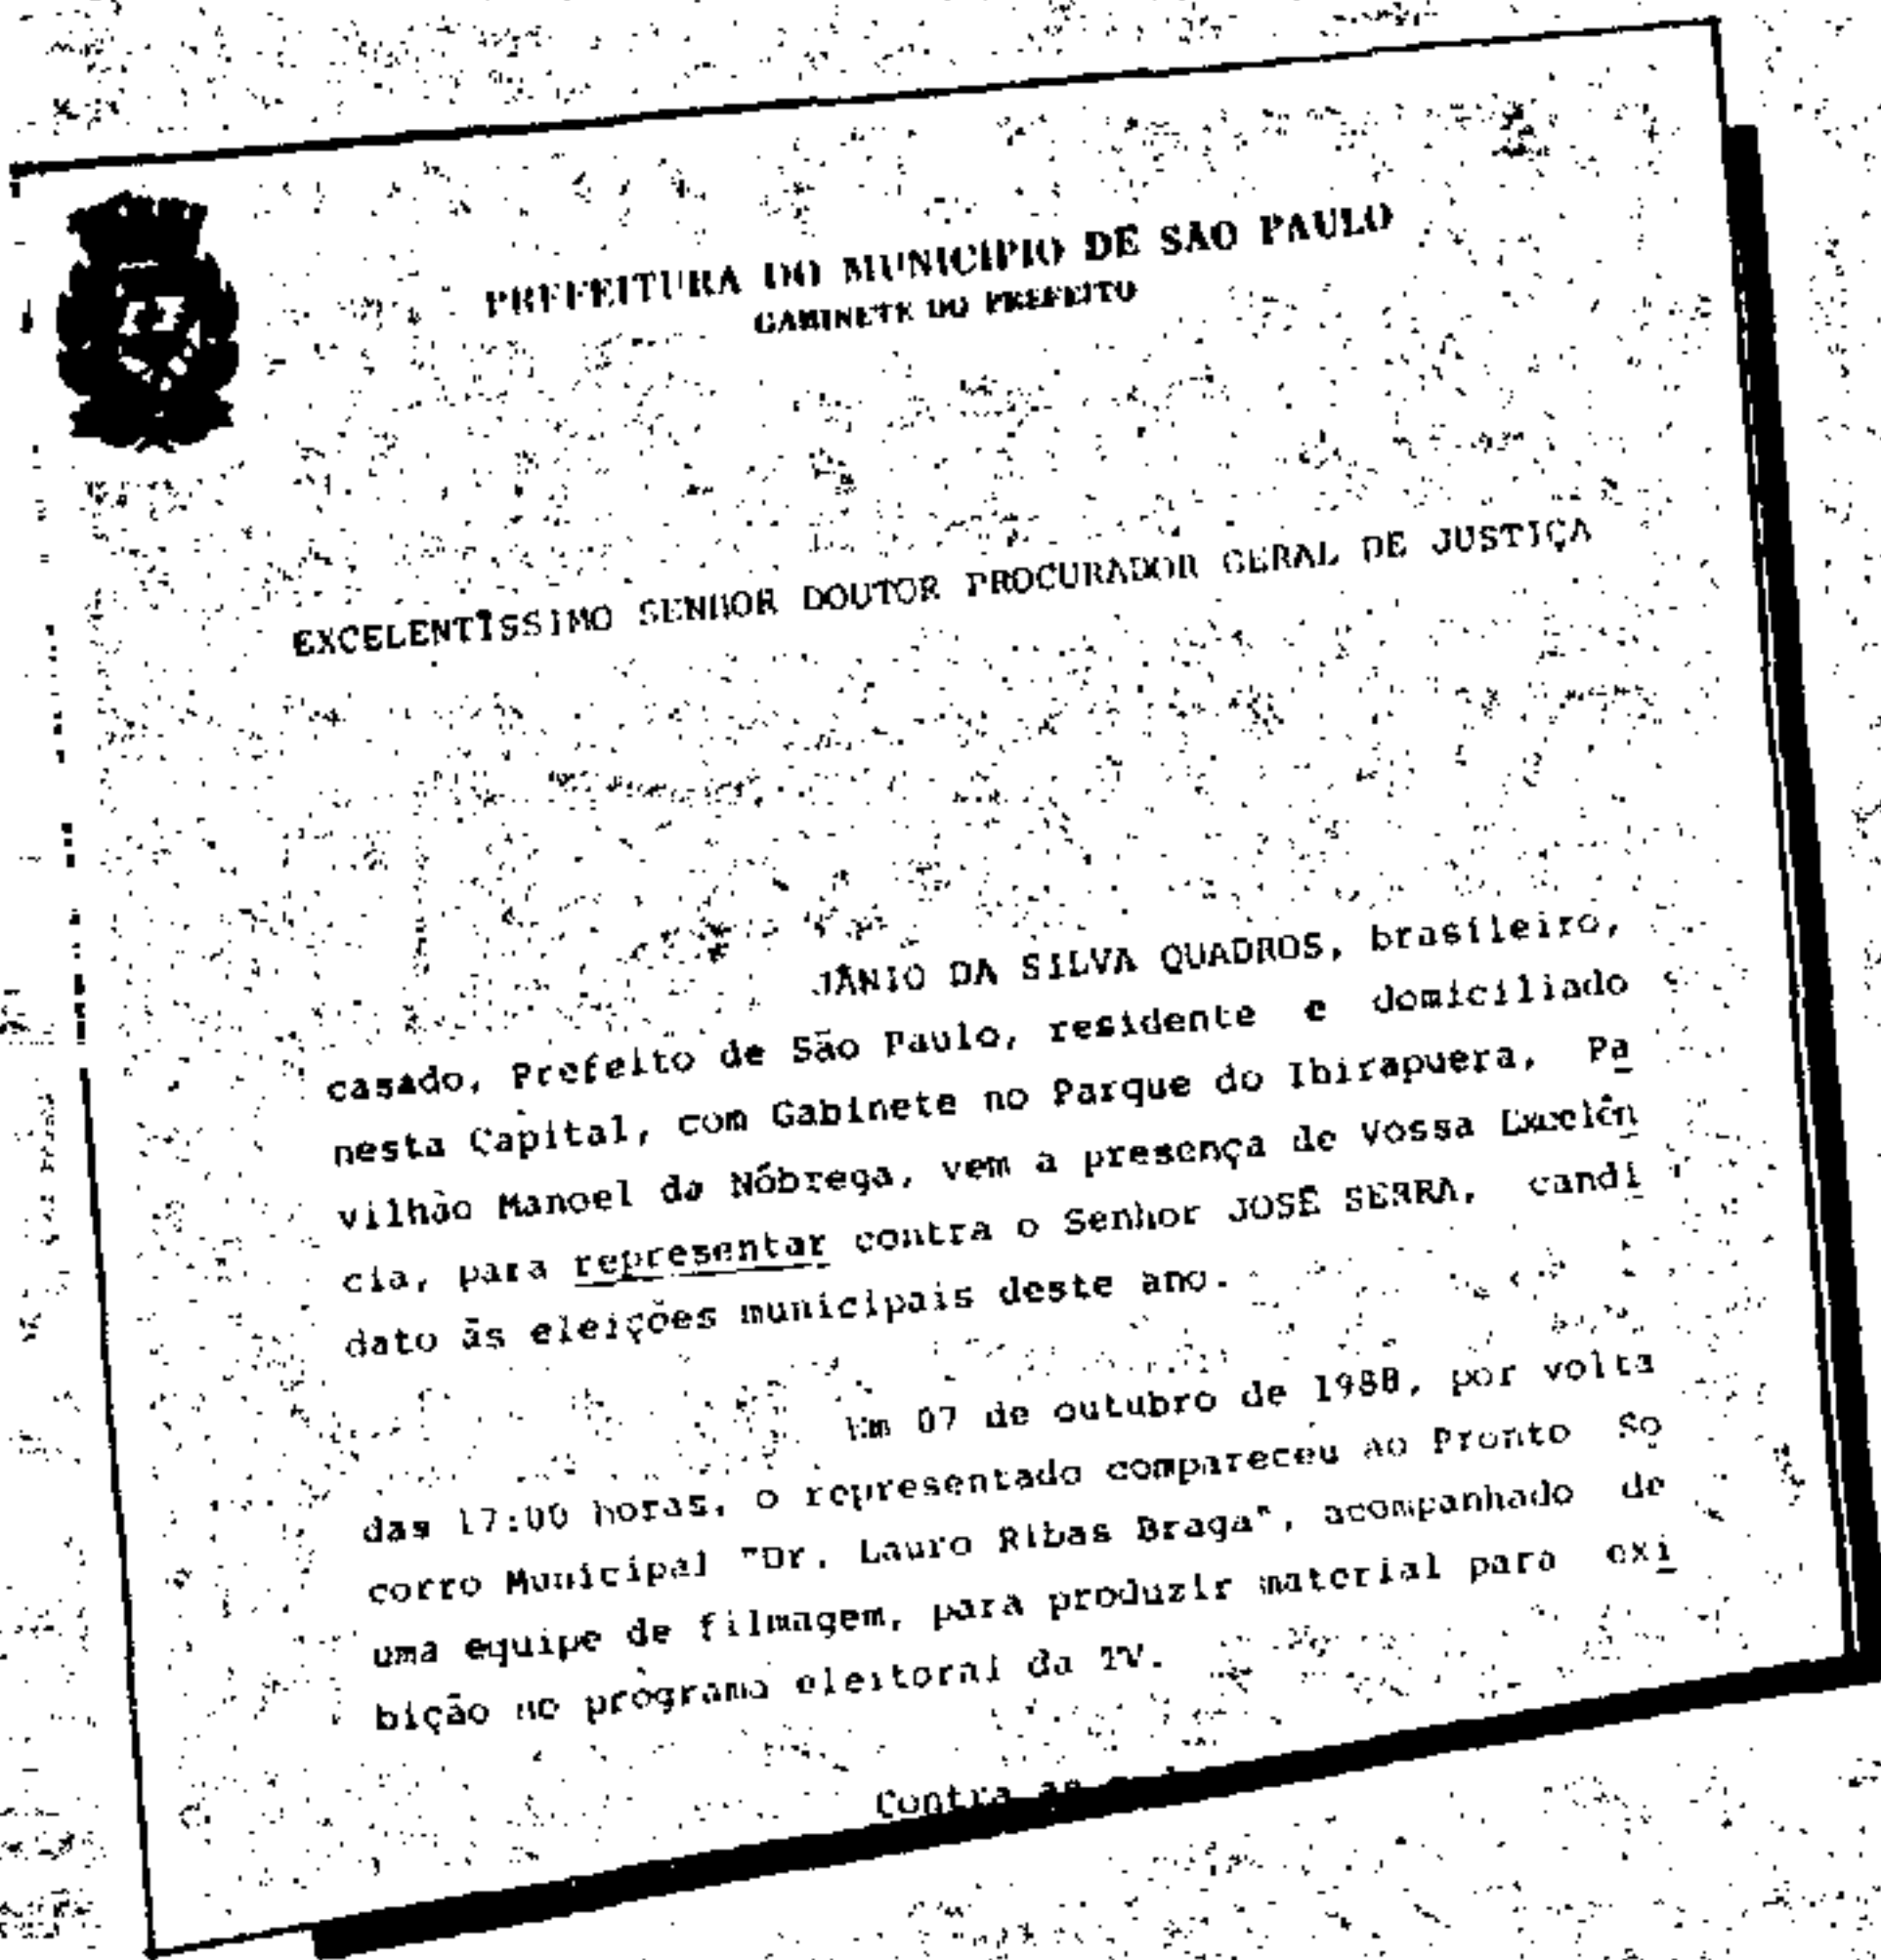 PREFEITURA DO MUNICÍPIO DE SAO PAULO
GABINETE DO PREFEITO
EXCELENTÍSSIMO SENHOR DOUTOR PROCURADOR GERAL DE JUSTIÇA
JÂNIO DA SILVA QUADROS, brasileiro,
casado, Prefeito de São Paulo, residente e domiciliado
nesta Capital, com Gabinete no Parque do Ibirapuera, Pa
vilhão Manoel da Nóbrega, vem a presença de Vossa Excelên
cia, para representar contra o Senhor JOSÉ SERRA, candi
dato às eleições municipais deste ano.
Em 07 de outubro de 1988, por volta
das 17:00 horas, o representado compareceu ao Pronto So
corro Municipal "Dr. Lauro Ribas Braga", acompanhado de
uma equipe de filmagem, para produzir material para exi
bição no programa eleitoral da TV.
Contra